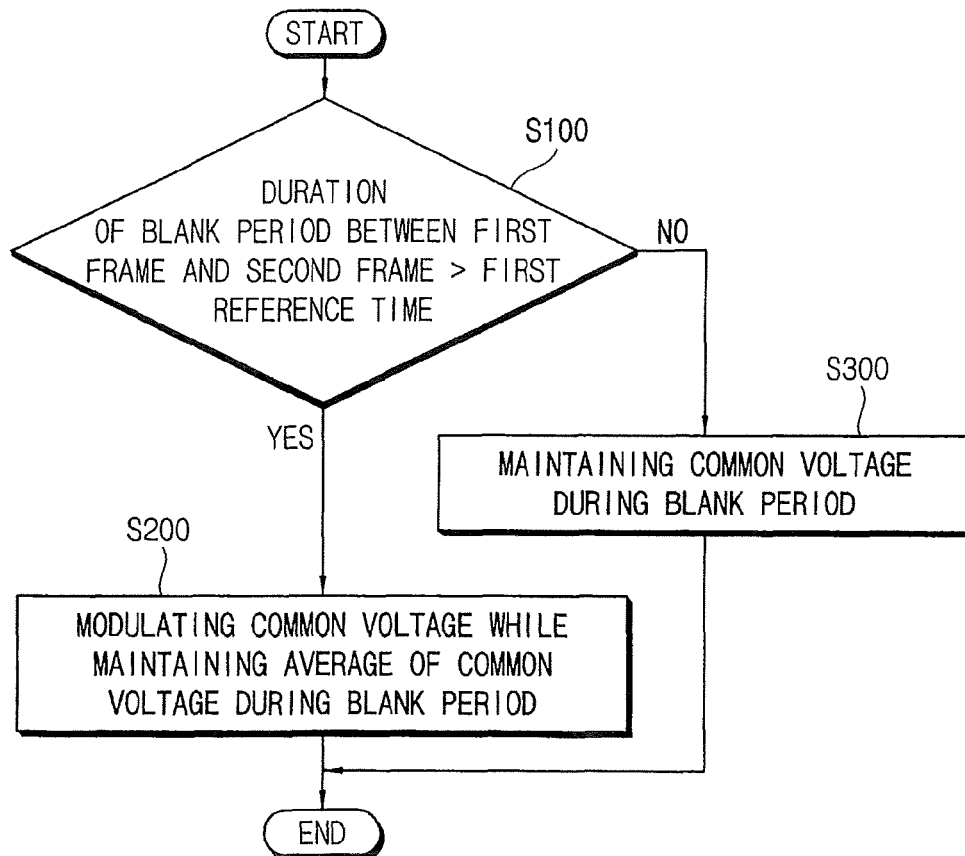 START
S100
DURATION
OF BLANK PERIOD BETWEEN FIRST
FRAME AND SECOND FRAME > FIRST
REFERENCE TIME
NO
YES
S300
MAINTAINING COMMON VOLTAGE
DURING BLANK PERIOD
S200
MODULATING COMMON VOLTAGE WHILE
MAINTAINING AVERAGE OF COMMON
VOLTAGE DURING BLANK PERIOD
END